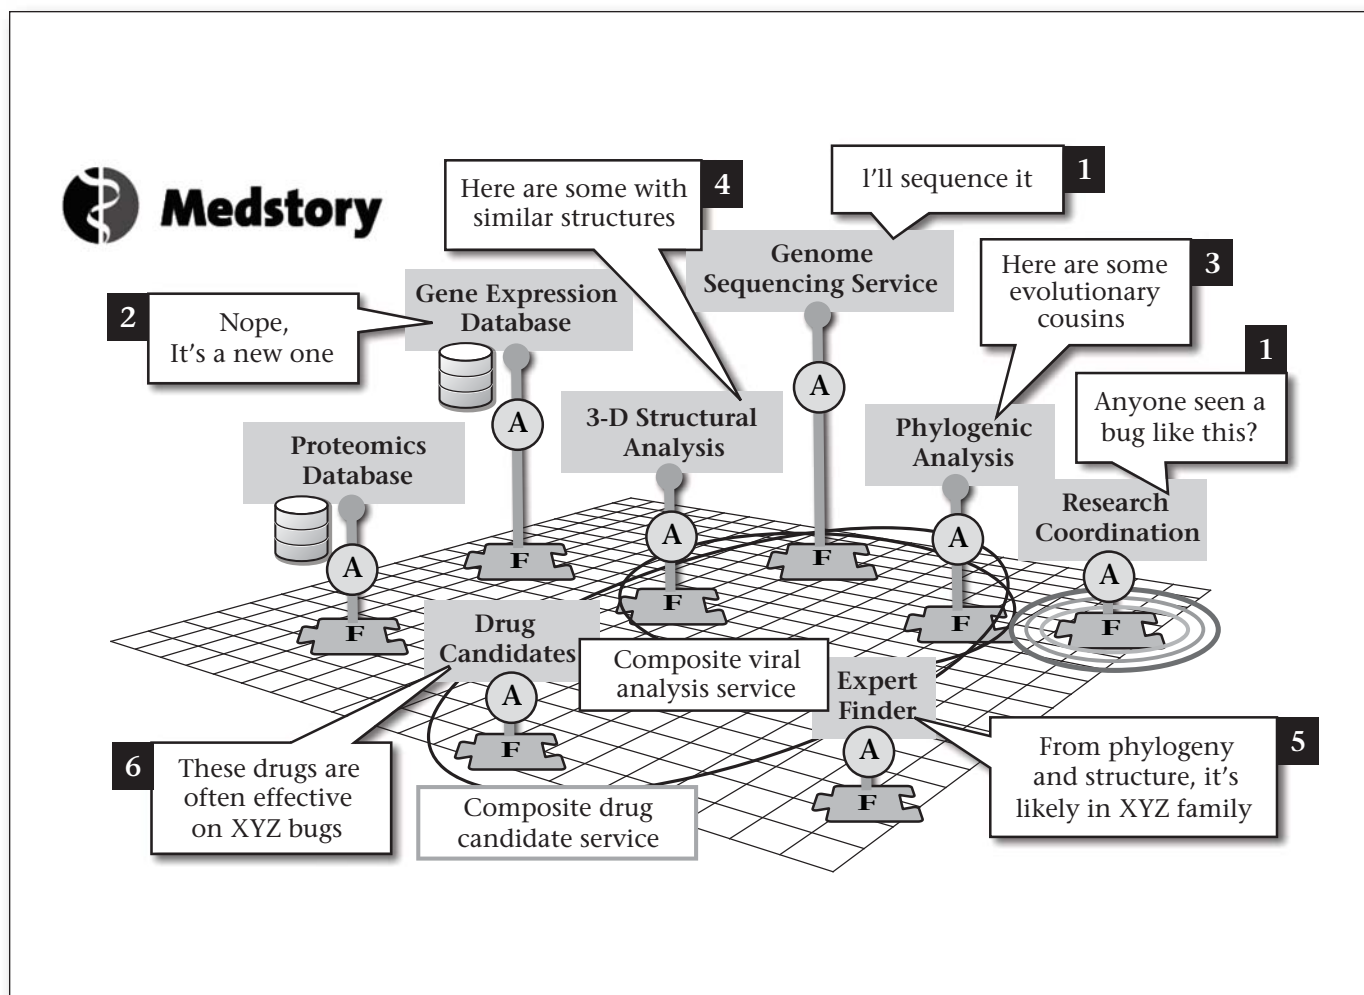 Medstory
Here are some with
similar structures
4
I'll sequence it
1
Genome
Sequencing Service
Here are some
evolutionary
cousins
3
2
Nope,
It's a new one
Gene Expression
Database
1
Anyone seen a
bug like this?
A
A
3-D Structural
Analysis
Phylogenic
Analysis
Proteomics
Database
Research
Coordination
A
A
A
A
F
F
F
F
F
F
Drug
Candidates
Composite viral
analysis service
Expert
Finder
A
A
F
F
6
These drugs are
often effective
on XYZ bugs
Composite drug
candidate service
From phylogeny
and structure, it's
likely in XYZ family
5